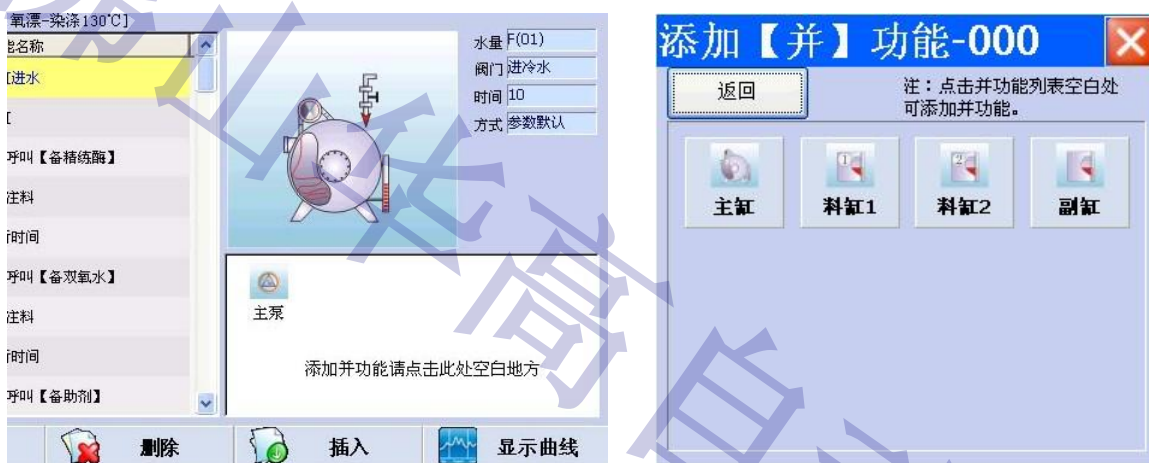 氧漂-染涤130℃]
名称
进水
水量 F(01)
阀门 进冷水
时间 10
方式 参数默认
呼叫【备精练酶】
注料
时间
呼叫【备双氧水】
注料
时间
呼叫【备助剂】
主泵
添加并功能请点击此处空白地方
删除
插入
显示曲线
添加【并】功能-000
返回
注：点击并功能列表空白处
可添加并功能。
主缸
料缸1
料缸2
副缸